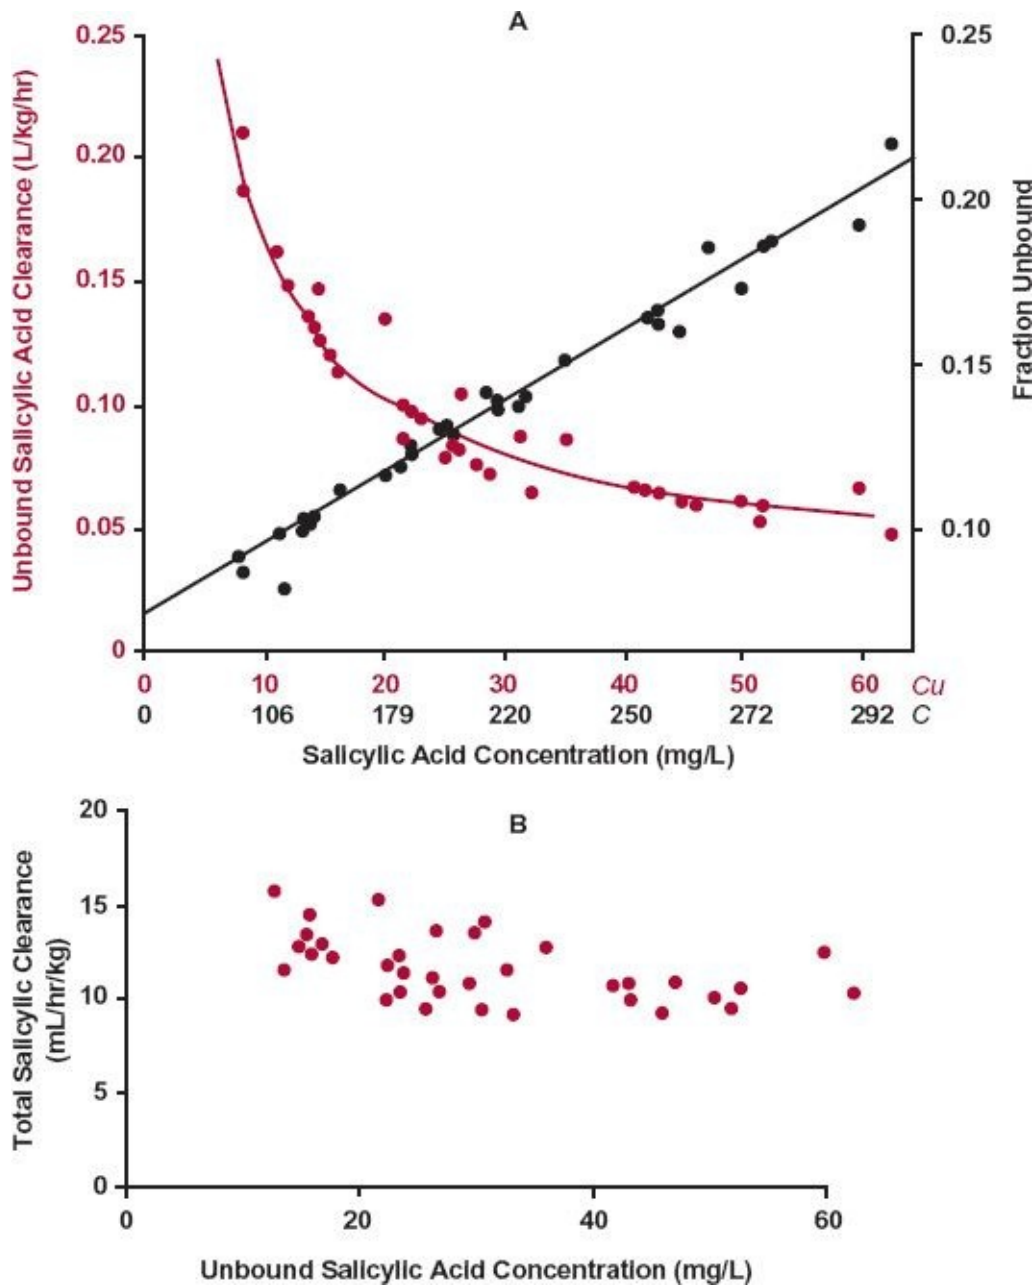 A
Unbound Salicylic Acid Clearance (L/kg/hr)
0.25
0.20
0.15
0.10
0.05
0
0.25
0.20
0.15
0.10
Fraction Unbound
0 10 20 30 40 50 60 Cu
0 106 179 220 250 272 292 C
Salicylic Acid Concentration (mg/L)
B
Total Salicylic Clearance
(mL/hr/kg)
20
15
10
5
0
0 20 40 60
Unbound Salicylic Acid Concentration (mg/L)